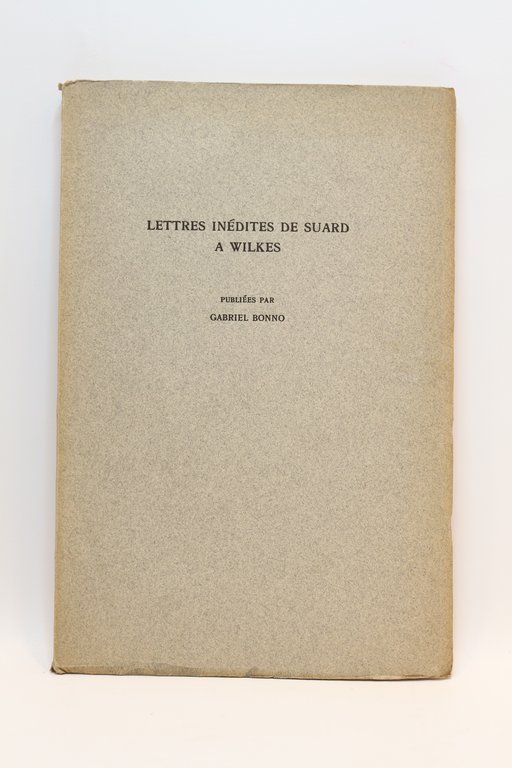 LETTRES INÉDITES DE SUARD
A WILKES
PUBLIÉES PAR
GABRIEL BONNO